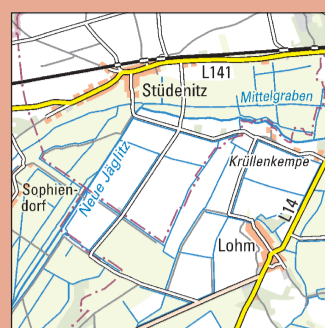 L141
Stüdenitz
Mittelgraben
Krüllenkempe
Neue Jäglitz
Sophien-
dorf
L14
Lohm